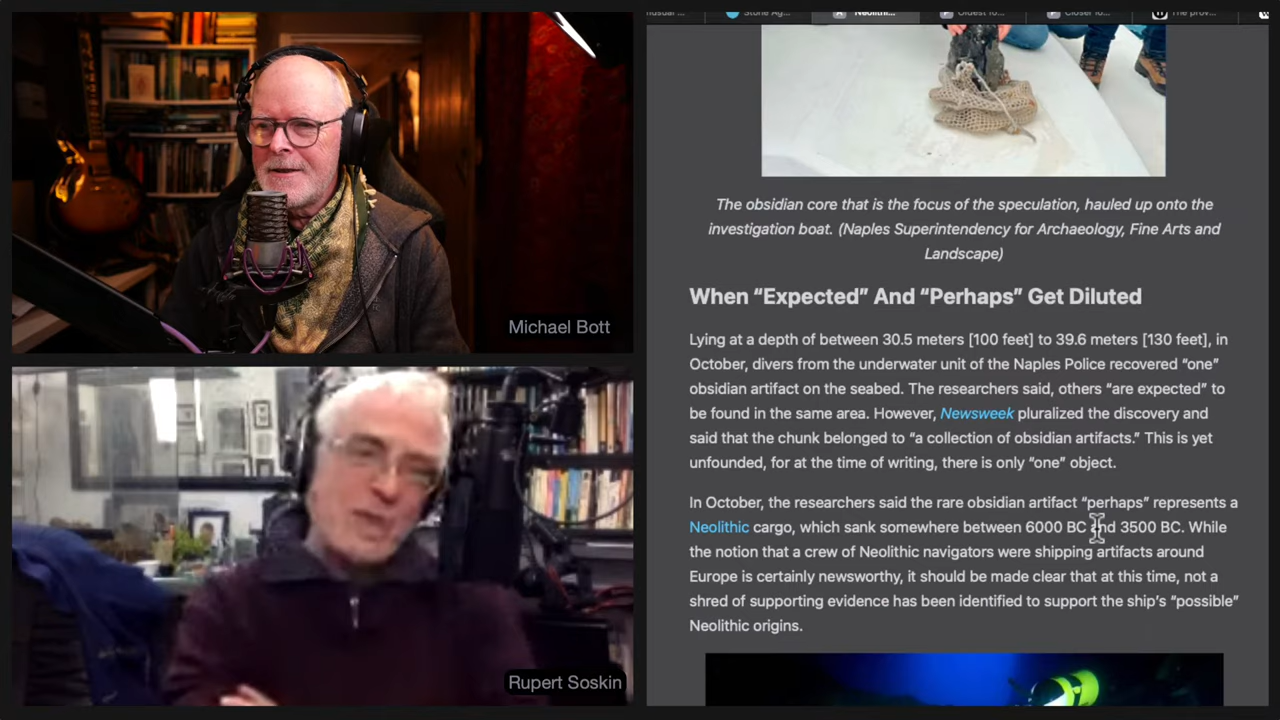 Stone Ag...
Neolithi...
Oldest fo...
Closer fo...
The prov...
The obsidian core that is the focus of the speculation, hauled up onto the
investigation boat. (Naples Superintendency for Archaeology, Fine Arts and
Landscape)
When “Expected” And “Perhaps” Get Diluted
Lying at a depth of between 30.5 meters [100 feet] to 39.6 meters [130 feet], in
October, divers from the underwater unit of the Naples Police recovered “one”
obsidian artifact on the seabed. The researchers said, others “are expected” to
be found in the same area. However, Newsweek pluralized the discovery and
said that the chunk belonged to “a collection of obsidian artifacts.” This is yet
unfounded, for at the time of writing, there is only “one” object.
In October, the researchers said the rare obsidian artifact “perhaps” represents a
Neolithic cargo, which sank somewhere between 6000 BC and 3500 BC. While
the notion that a crew of Neolithic navigators were shipping artifacts around
Europe is certainly newsworthy, it should be made clear that at this time, not a
shred of supporting evidence has been identified to support the ship’s “possible”
Neolithic origins.
Michael Bott
Rupert Soskin